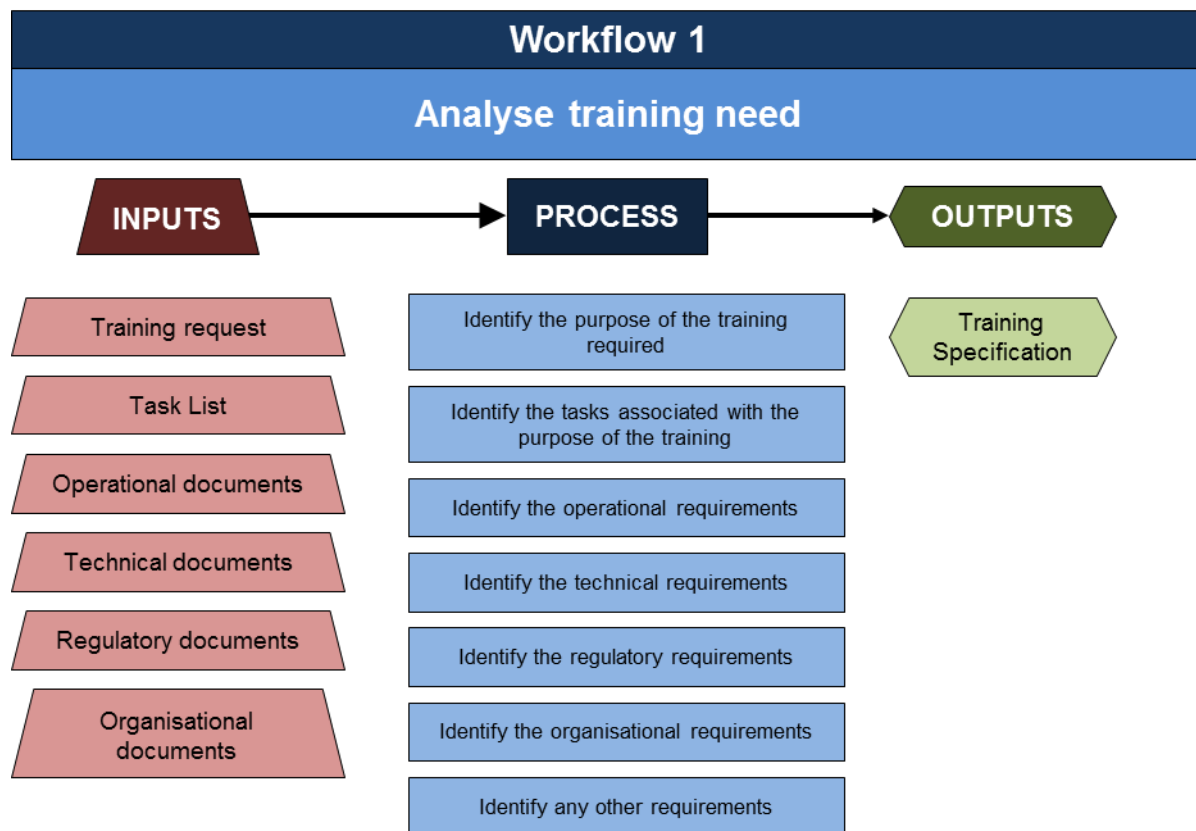 Workflow 1
Analyse training need
INPUTS
PROCESS
OUTPUTS
Training request
Task List
Operational documents
Technical documents
Regulatory documents
Organisational
documents
Identify the purpose of the training
required
Identify the tasks associated with the
purpose of the training
Identify the operational requirements
Identify the technical requirements
Identify the regulatory requirements
Identify the organisational requirements
Identify any other requirements
Training
Specification